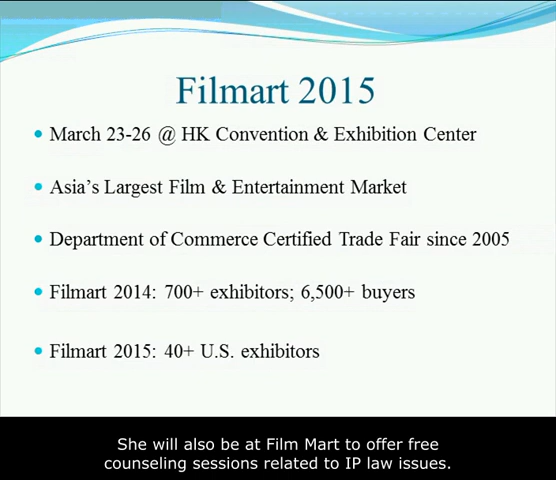 Filmart 2015
March 23-26 @ HK Convention & Exhibition Center
Asia's Largest Film & Entertainment Market
Department of Commerce Certified Trade Fair since 2005
Filmart 2014: 700+ exhibitors; 6,500+ buyers
Filmart 2015: 40+ U.S. exhibitors
She will also be at Film Mart to offer free
counseling sessions related to IP law issues.